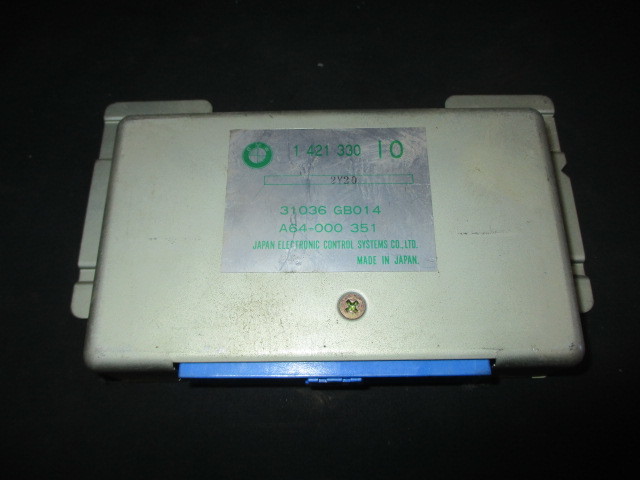 1 421 330 10
2Y20
31036 GB014
A64-000 351
JAPAN ELECTRONIC CONTROL SYSTEMS CO., LTD.
MADE IN JAPAN.